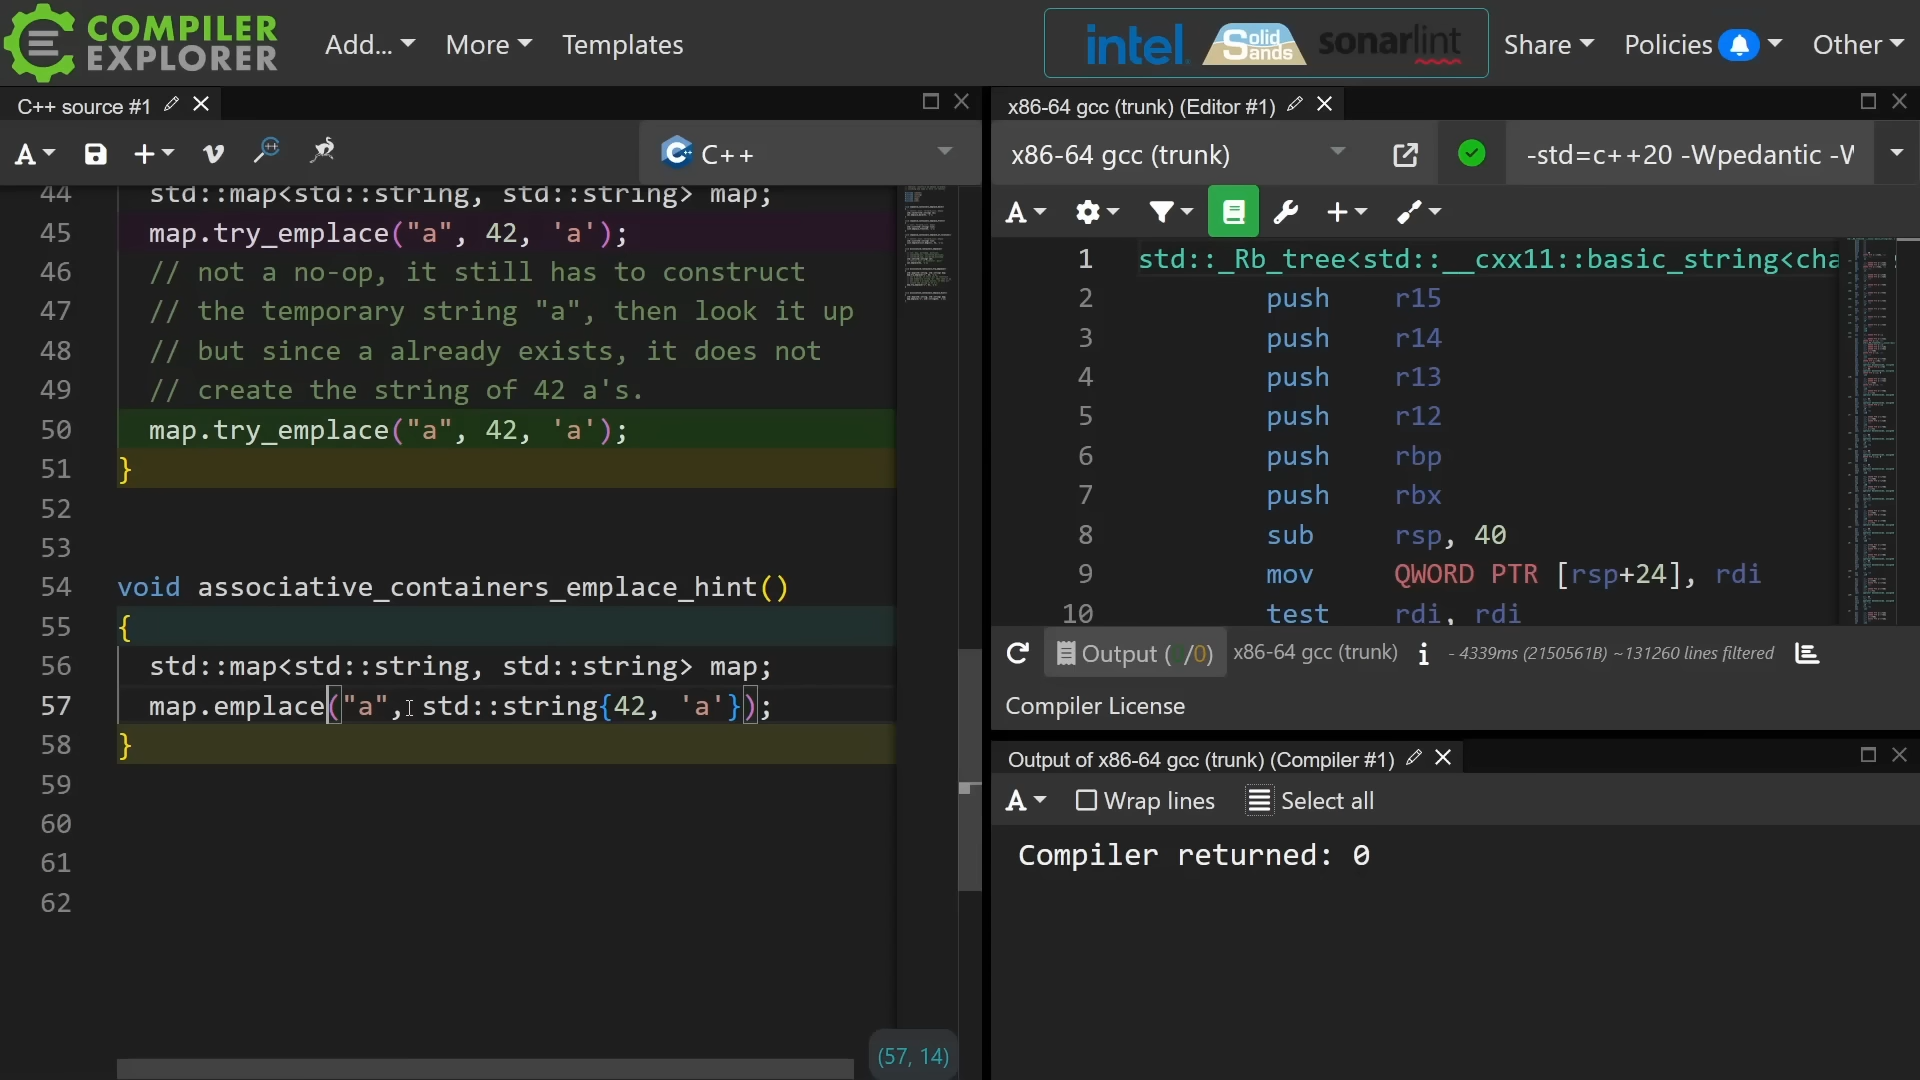 COMPILER
EXPLORER
Add...
More
Templates
intel.
Solid
Sands
sonarlint
Share
Policies
Other
C++ source #1
A
+
C++
44 std::map<std::string, std::string> map;
45 map.try_emplace("a", 42, 'a');
46 // not a no-op, it still has to construct
47 // the temporary string "a", then look it up
48 // but since a already exists, it does not
49 // create the string of 42 a's.
50 map.try_emplace("a", 42, 'a');
51 }
52
53
54 void associative_containers_emplace_hint()
55 {
56 std::map<std::string, std::string> map;
57 map.emplace("a", std::string{42, 'a'});
58 }
59
60
61
62
(57, 14)
x86-64 gcc (trunk) (Editor #1)
x86-64 gcc (trunk)
-std=c++20 -Wpedantic -W
A
+
1 std::_Rb_tree<std::__cxx11::basic_string<cha
2 push r15
3 push r14
4 push r13
5 push r12
6 push rbp
7 push rbx
8 sub rsp, 40
9 mov QWORD PTR [rsp+24], rdi
10 test rdi, rdi
Output ( /0) x86-64 gcc (trunk) i - 4339ms (2150561B) ~131260 lines filtered
Compiler License
Output of x86-64 gcc (trunk) (Compiler #1)
A
Wrap lines
Select all
Compiler returned: 0